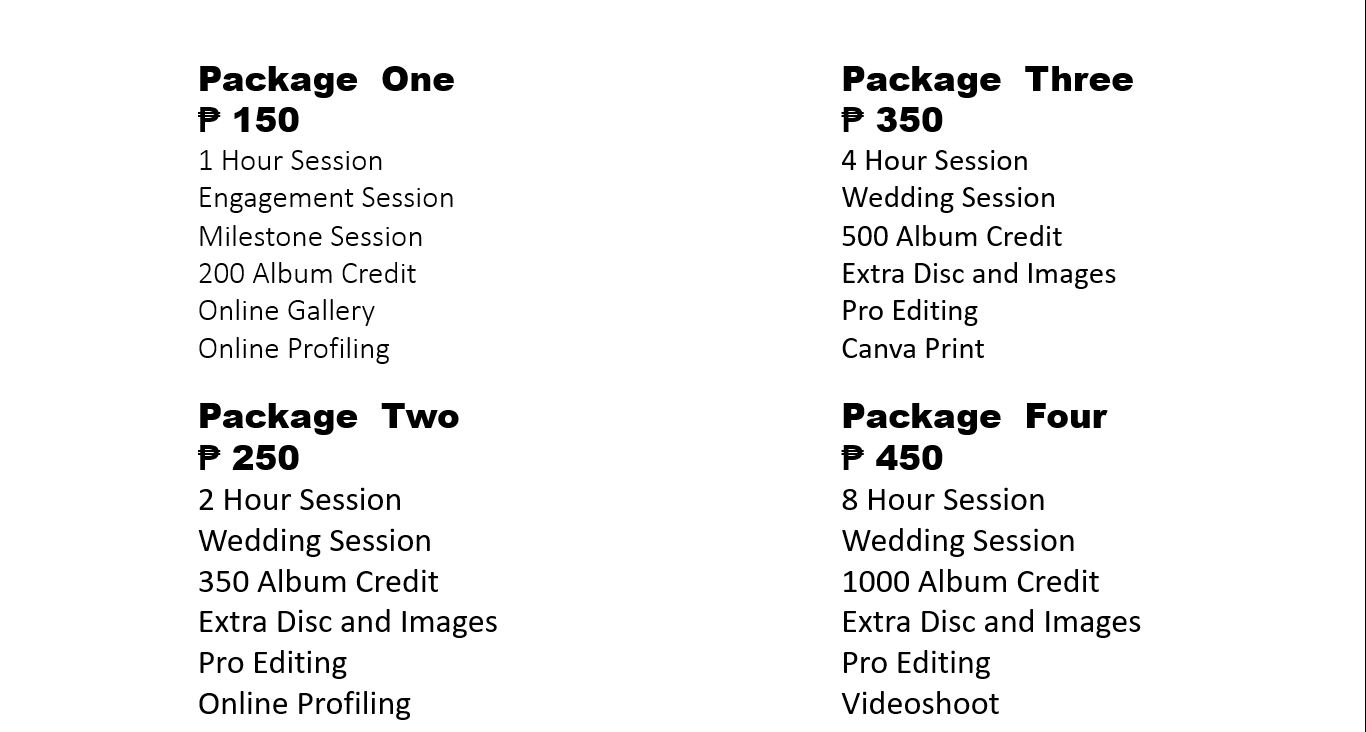 Package One
₱ 150
1 Hour Session
Engagement Session
Milestone Session
200 Album Credit
Online Gallery
Online Profiling
Package Two
₱ 250
2 Hour Session
Wedding Session
350 Album Credit
Extra Disc and Images
Pro Editing
Online Profiling
Package Three
₱ 350
4 Hour Session
Wedding Session
500 Album Credit
Extra Disc and Images
Pro Editing
Canva Print
Package Four
₱ 450
8 Hour Session
Wedding Session
1000 Album Credit
Extra Disc and Images
Pro Editing
Videoshoot